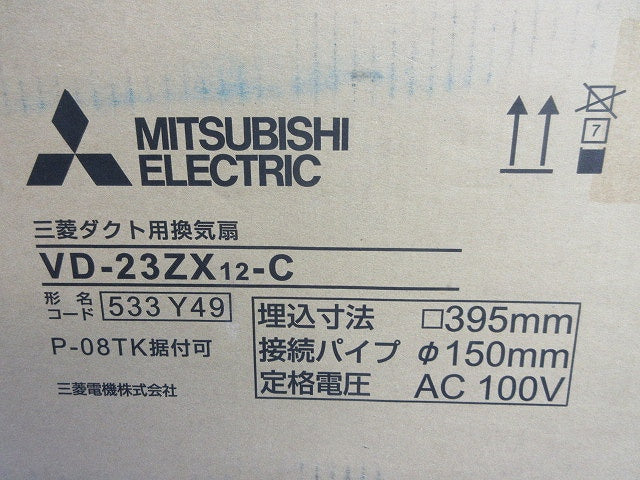 MITSUBISHI
ELECTRIC
7
三菱ダクト用換気扇
VD-23ZX12-C
形名コード 533Y49
P-08TK据付可
三菱電機株式会社
埋込寸法 □395mm
接続パイプ φ150mm
定格電圧 AC 100V